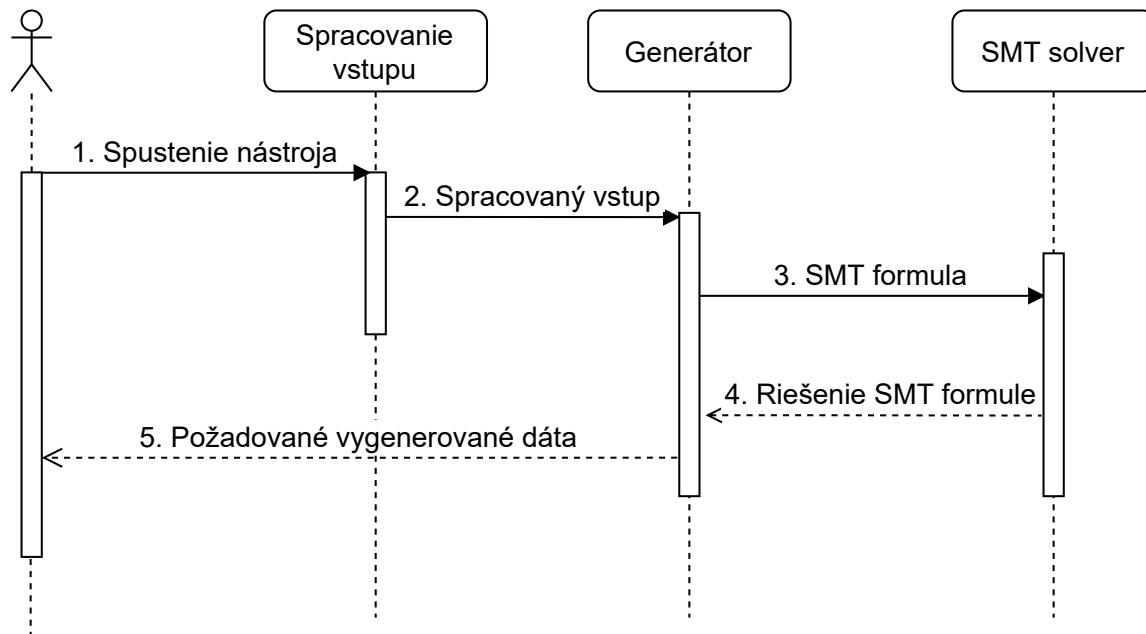 Spracovanie
vstupu
Generátor
SMT solver
1. Spustenie nástroja
2. Spracovaný vstup
3. SMT formula
4. Riešenie SMT formule
5. Požadované vygenerované dáta